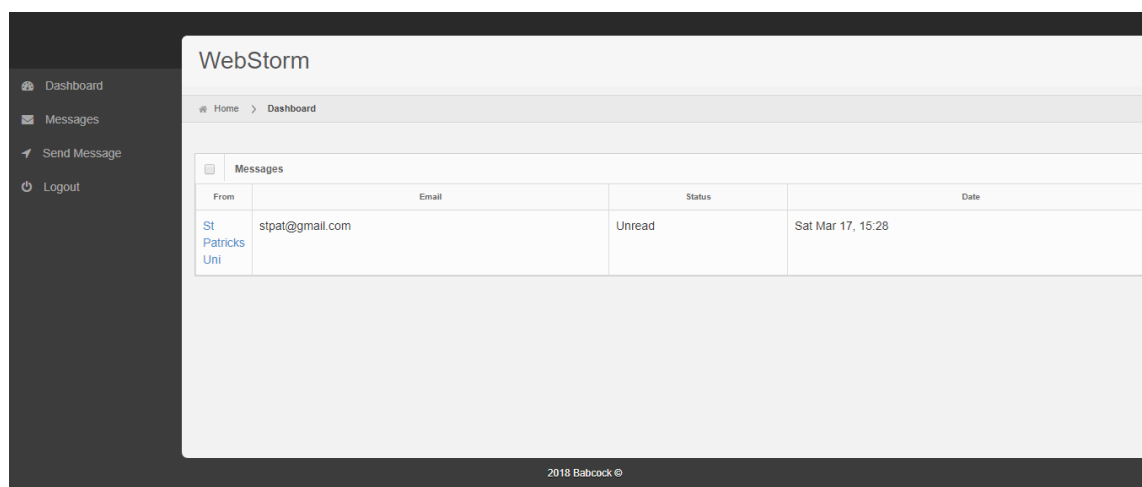 WebStorm
Dashboard
Messages
Send Message
Logout
Home > Dashboard
Messages
From Email Status Date
St Patricks Uni stpat@gmail.com Unread Sat Mar 17, 15:28
2018 Babcock ©